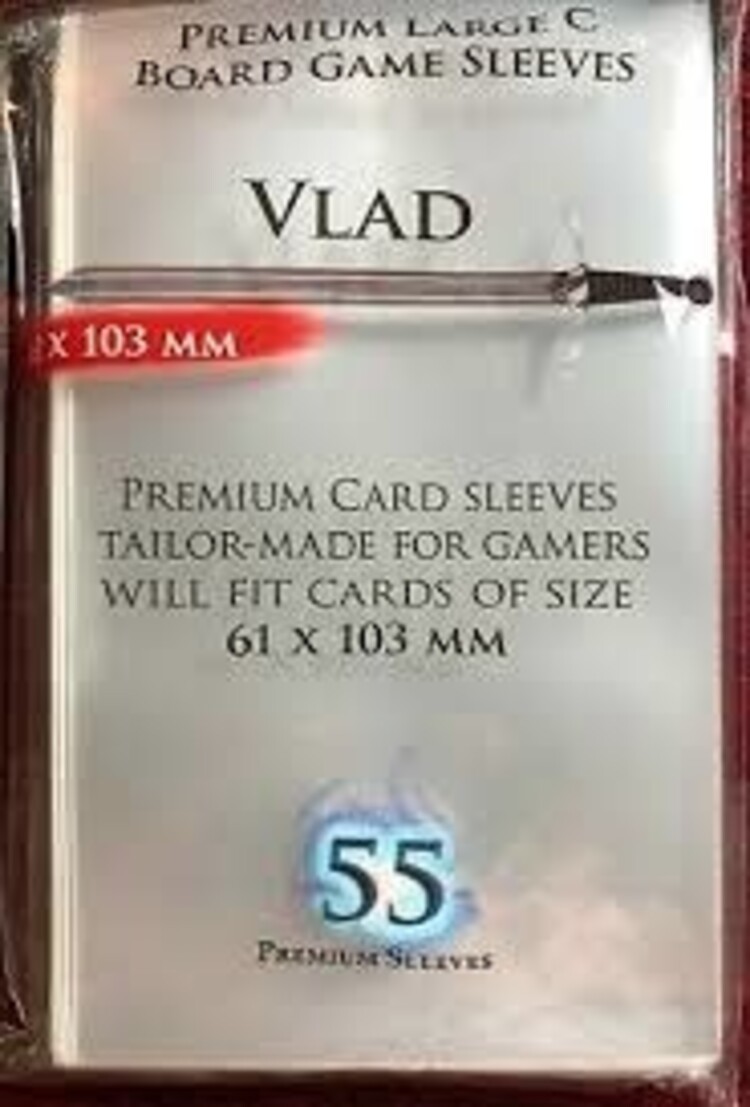 PREMIUM LARGE C
BOARD GAME SLEEVES
VLAD
X 103 MM
PREMIUM CARD SLEEVES
TAILOR-MADE FOR GAMERS
WILL FIT CARDS OF SIZE
61 X 103 MM
55
PREMIUM SLEEVES